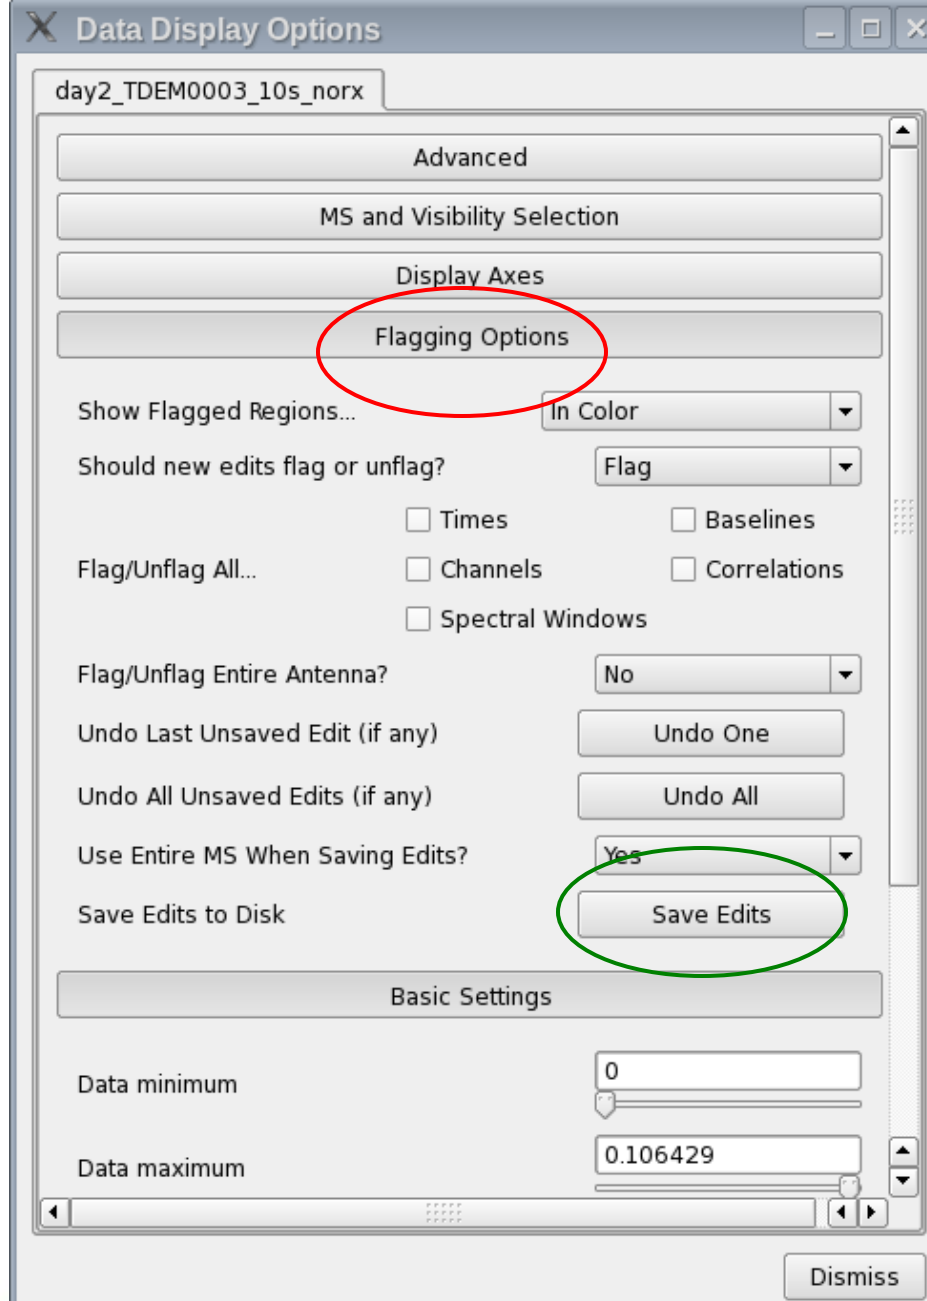 Data Display Options
day2_TDEM0003_10s_norx
Advanced
MS and Visibility Selection
Display Axes
Flagging Options
Show Flagged Regions... In Color
Should new edits flag or unflag? Flag
Times Baselines
Flag/Unflag All... Channels Correlations
Spectral Windows
Flag/Unflag Entire Antenna? No
Undo Last Unsaved Edit (if any) Undo One
Undo All Unsaved Edits (if any) Undo All
Use Entire MS When Saving Edits? Yes
Save Edits to Disk Save Edits
Basic Settings
Data minimum 0
Data maximum 0.106429
Dismiss